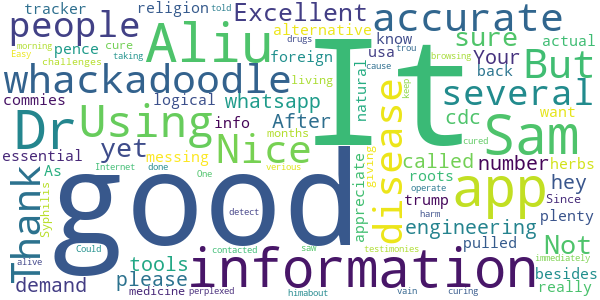 tracker
religion
told
Excellent
accurate
people
Aliu
It
pence
cure
alternative
know
actual
morning
Easy
taking
drugs
trou
challenges
foreign
usa
cause
browsing
sure
Your
back
But
whackadoodle
living
several
commies
logical
whatsapp
natural
keep
disease
Dr
Using
info
After
cdc
want
Sam
essential
yet
Nice
months
cured
messing
appreciate
giving
called
number
herbs
As
good
app
roots
trump
hey
Since
Thank
Syphills
Internet
done
One
verious
operate
engineering
plenty
Could
detect
saw
harm
Not
pulled
alive
tools
contacted
information
testimonies
besides
demand
please
really
medicine
perplexed
himabout
vain
curing
immediately